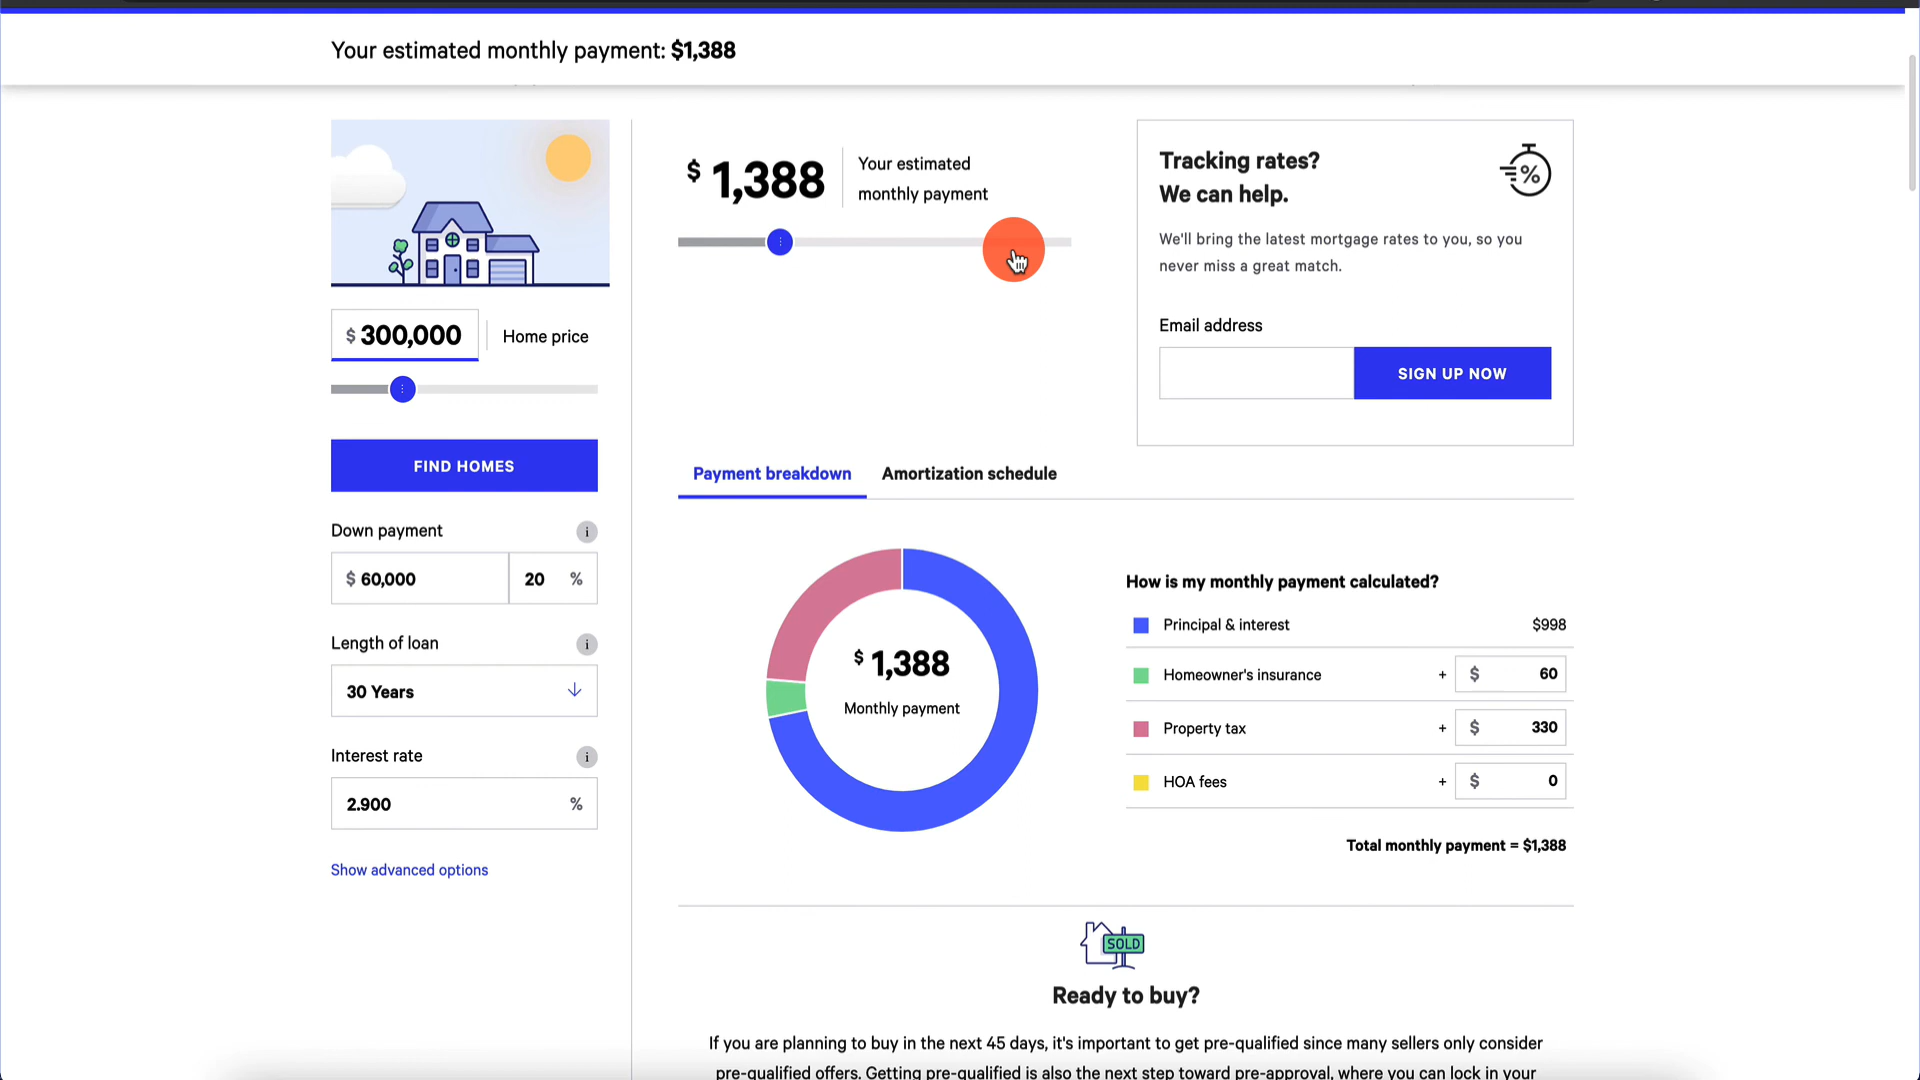 Your estimated monthly payment: $1,388
$ 1,388
Your estimated
monthly payment
Tracking rates?
We can help.
%
We'll bring the latest mortgage rates to you, so you
never miss a great match.
Email address
SIGN UP NOW
$ 300,000
Home price
FIND HOMES
Down payment i
$ 60,000 20 %
Length of loan i
30 Years
Interest rate i
2.900 %
Show advanced options
Payment breakdown Amortization schedule
$ 1,388
Monthly payment
How is my monthly payment calculated?
Principal & interest $998
Homeowner's insurance + $ 60
Property tax + $ 330
HOA fees + $ 0
Total monthly payment = $1,388
SOLD
Ready to buy?
If you are planning to buy in the next 45 days, it's important to get pre-qualified since many sellers only consider
pre-qualified offers. Getting pre-qualified is also the next step toward pre-approval, where you can lock in your